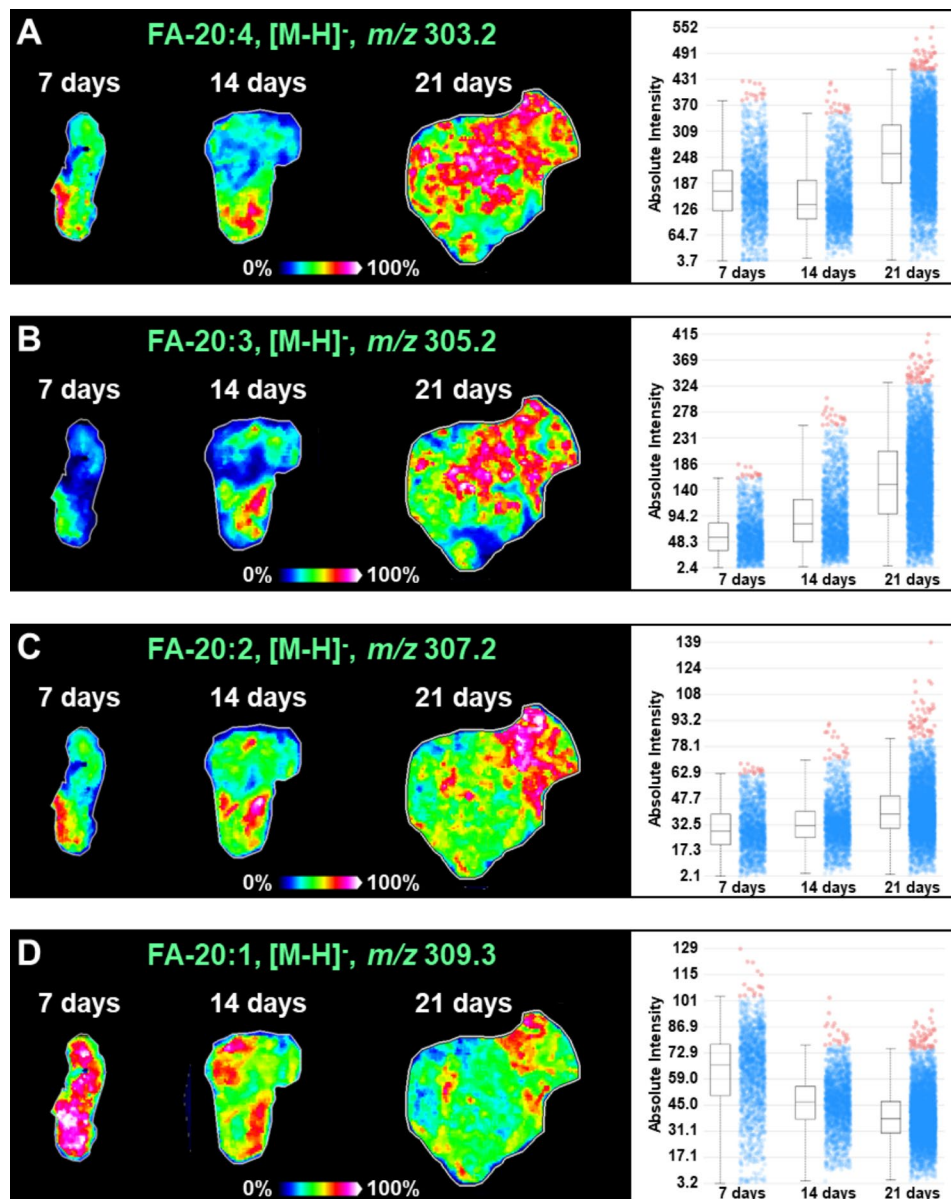 A
FA-20:4, [M-H]-, m/z 303.2
7 days 14 days 21 days
0% 100%
Absolute Intensity
552
491
431
370
309
248
187
126
64.7
3.7
7 days 14 days 21 days
B
FA-20:3, [M-H]-, m/z 305.2
7 days 14 days 21 days
0% 100%
Absolute Intensity
415
369
324
278
231
186
140
94.2
48.3
2.4
7 days 14 days 21 days
C
FA-20:2, [M-H]-, m/z 307.2
7 days 14 days 21 days
0% 100%
Absolute Intensity
139
124
108
93.2
78.1
62.9
47.7
32.5
17.3
2.1
7 days 14 days 21 days
D
FA-20:1, [M-H]-, m/z 309.3
7 days 14 days 21 days
0% 100%
Absolute Intensity
129
115
101
86.9
72.9
59.0
45.0
31.1
17.1
3.2
7 days 14 days 21 days